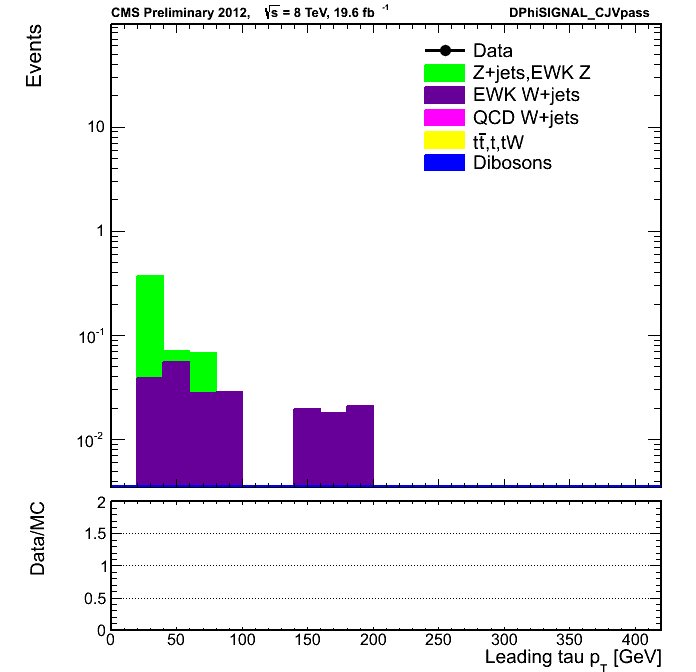 CMS Preliminary 2012, √s = 8 TeV, 19.6 fb⁻¹ DPhiSIGNAL_CJVpass
Events
Data
Z+jets,EWK Z
EWK W+jets
QCD W+jets
tt̄,t,tW
Dibosons
10
1
10⁻¹
10⁻²
Data/MC
2
1.5
1
0.5
0
0 50 100 150 200 250 300 350 400
Leading tau p_T [GeV]